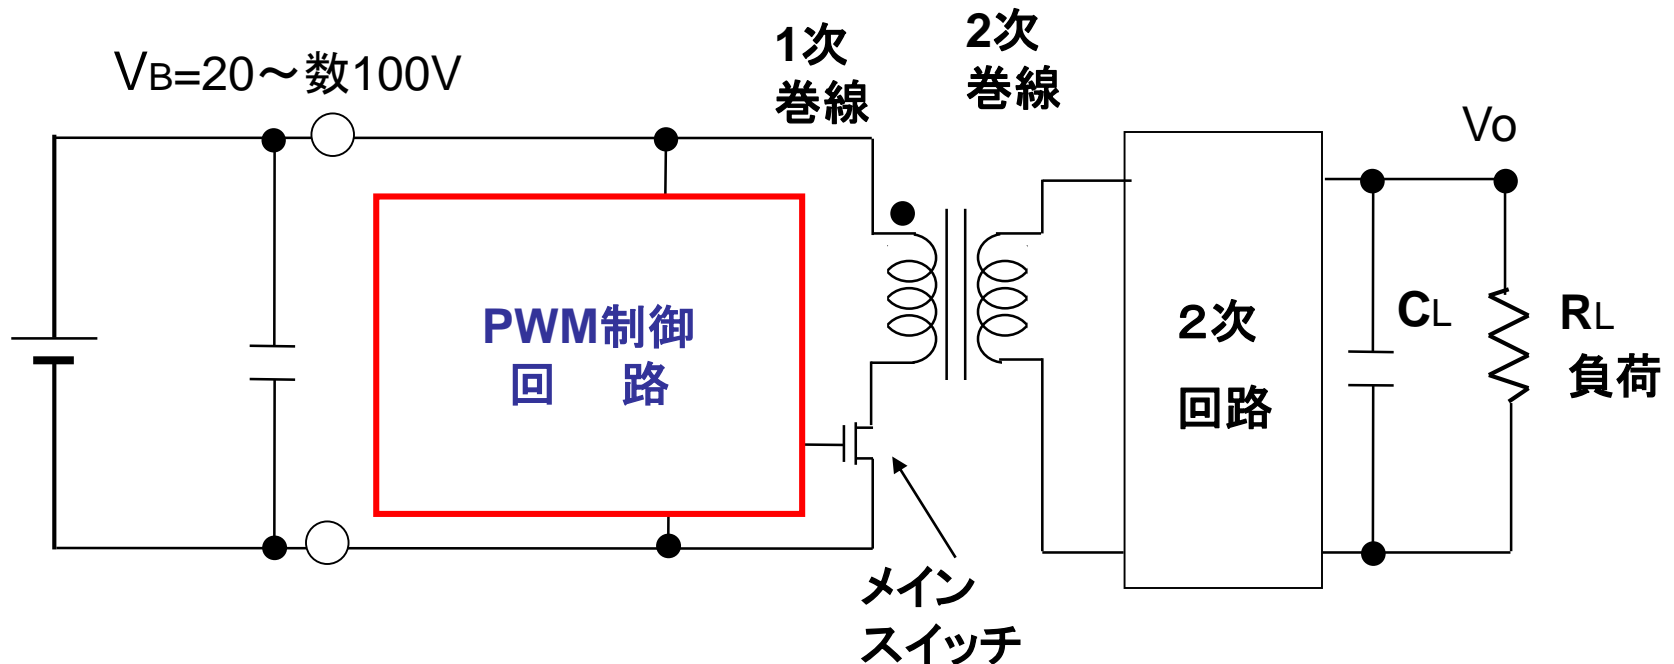 VB=20～数100V
1次
巻線
2次
巻線
Vo
PWM制御
回　路
２次
回路
CL
RL
負荷
メイン
スイッチ